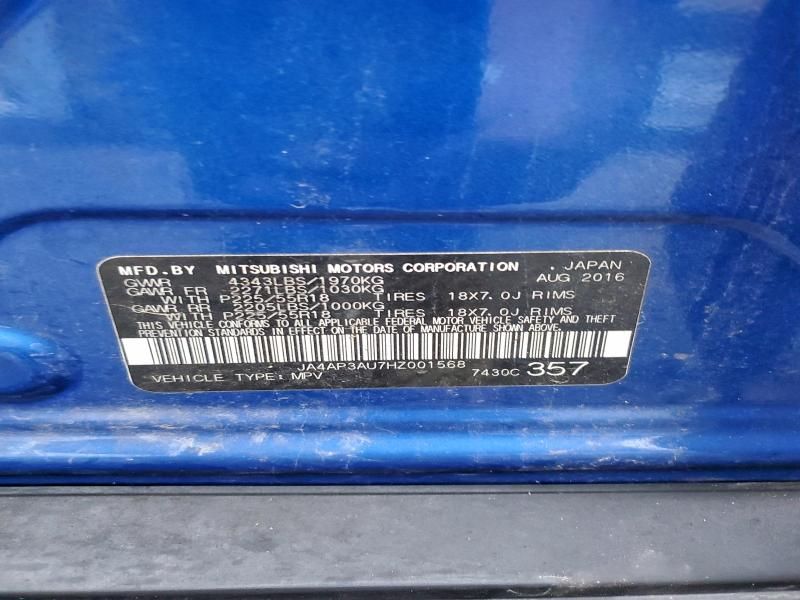 MFD.BY MITSUBISHI MOTORS CORPORATION . JAPAN
GVWR 4343LBS/1970KG AUG 2016
GAWR FR 2271LBS/1030KG
WITH P225/55R18 TIRES 18X7.0J RIMS
GAWR RR 2205LBS/1000KG
WITH P225/55R18 TIRES 18X7.0J RIMS
THIS VEHICLE CONFORMS TO ALL APPLICABLE FEDERAL MOTOR VEHICLE SAFETY AND THEFT
PREVENTION STANDARDS IN EFFECT ON THE DATE OF MANUFACTURE SHOWN ABOVE.
JA4AP3AU7HZ001568
VEHICLE TYPE: MPV 7430C 357